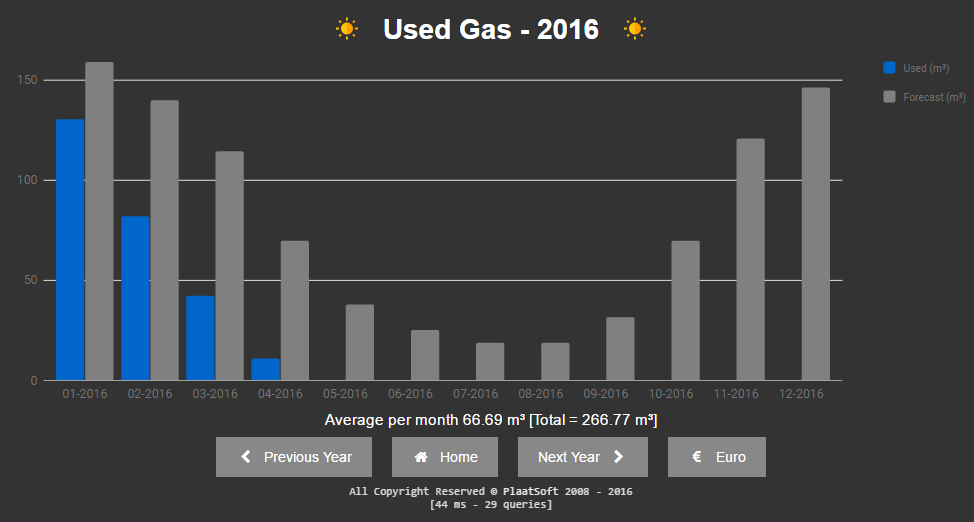 Used Gas - 2016
Used (m³)
Forecast (m³)
150
100
50
0
01-2016 02-2016 03-2016 04-2016 05-2016 06-2016 07-2016 08-2016 09-2016 10-2016 11-2016 12-2016
Average per month 66.69 m³ [Total = 266.77 m³]
Previous Year Home Next Year € Euro
All Copyright Reserved © PlaatSoft 2008 - 2016
[44 ms - 29 queries]